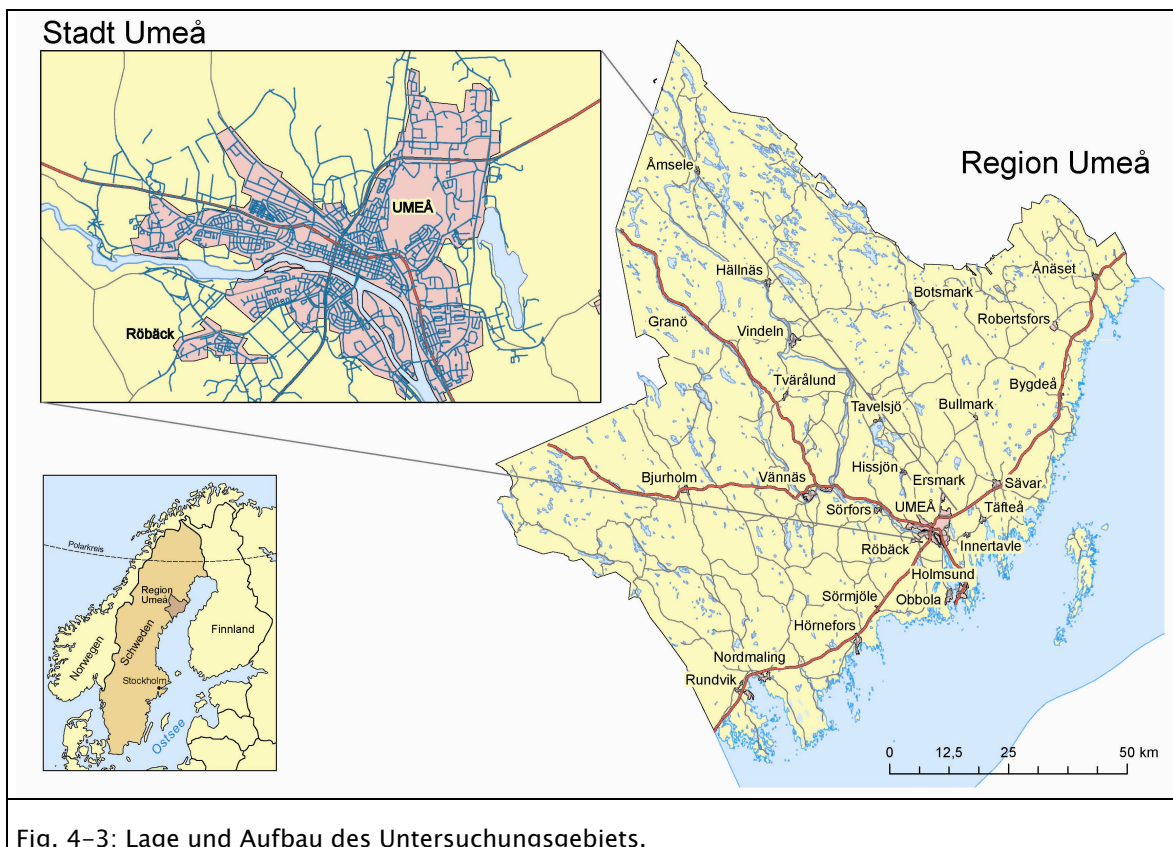 Stadt Umeå
UMEÅ
Röbäck
Region Umeå
Åmsele
Ånäset
Hällnäs
Botsmark
Robertsfors
Granö
Vindeln
Tvärålund
Bygdeå
Tavelsjö
Bullmark
Hissjön
Bjurholm
Vännäs
Ersmark
Sävar
Sörfors
UMEÅ
Täfteå
Röbäck
Innertavle
Holmsund
Obbola
Sörmjöle
Hörnefors
Nordmaling
Rundvik
0 12,5 25 50 km
Polarkreis
Region
Umeå
Norwegen
Schweden
Finnland
Stockholm
Ostsee
Fig. 4-3: Lage und Aufbau des Untersuchungsgebiets.